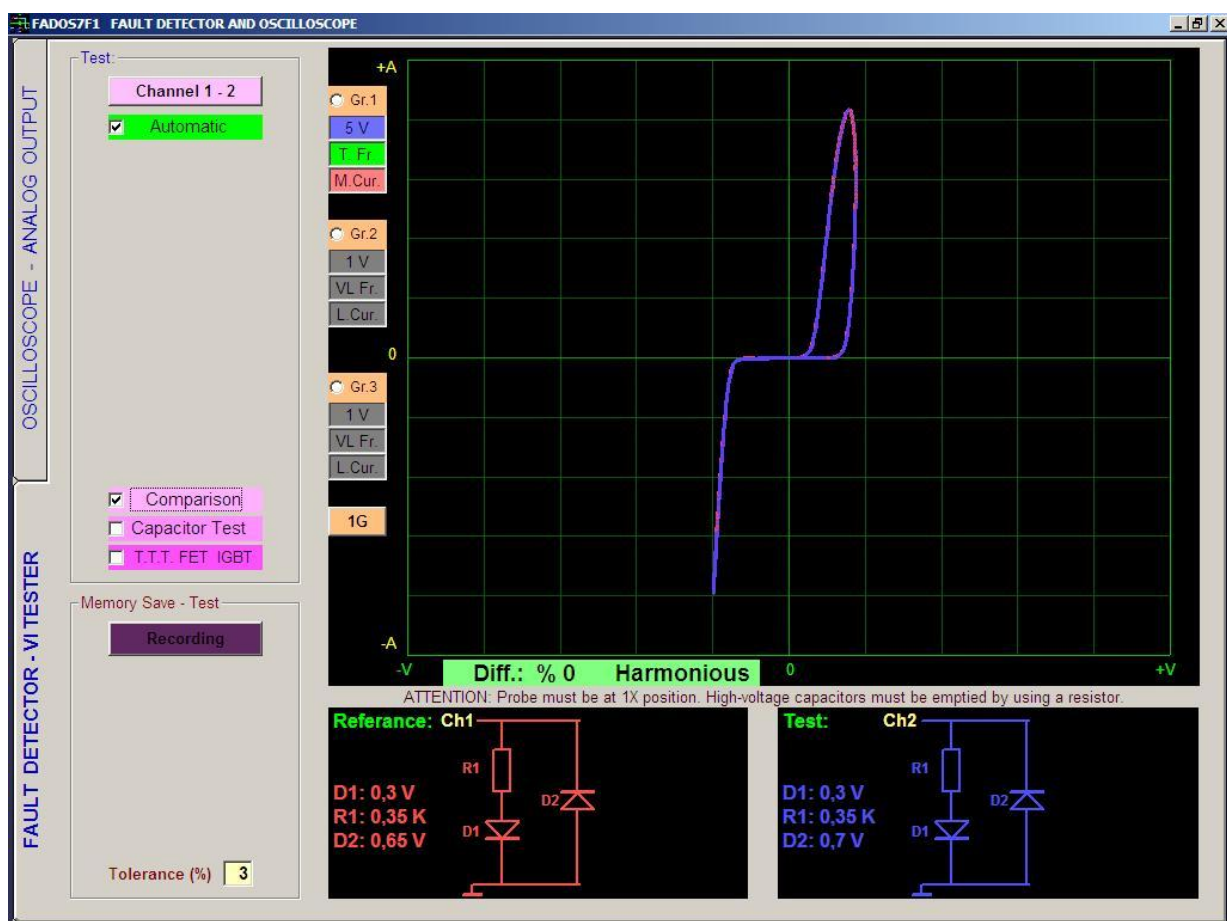 FADOS7F1 FAULT DETECTOR AND OSCILLOSCOPE
OSCILLOSCOPE - ANALOG OUTPUT
FAULT DETECTOR - VI TESTER
Test:
Channel 1 - 2
Automatic
Comparison
Capacitor Test
T.T.T. FET IGBT
Memory Save - Test
Recording
Tolerance (%) 3
+A
Gr.1
5 V
T. Fr.
M.Cur.
Gr.2
1 V
VL Fr.
L.Cur.
0
Gr.3
1 V
VL Fr.
L.Cur.
1G
-A
-V
Diff.: % 0 Harmonious
0
+V
ATTENTION: Probe must be at 1X position. High-voltage capacitors must be emptied by using a resistor.
Referance: Ch1
R1
D1: 0,3 V
R1: 0,35 K
D2: 0,65 V
D2
D1
Test: Ch2
R1
D1: 0,3 V
R1: 0,35 K
D2: 0,7 V
D2
D1